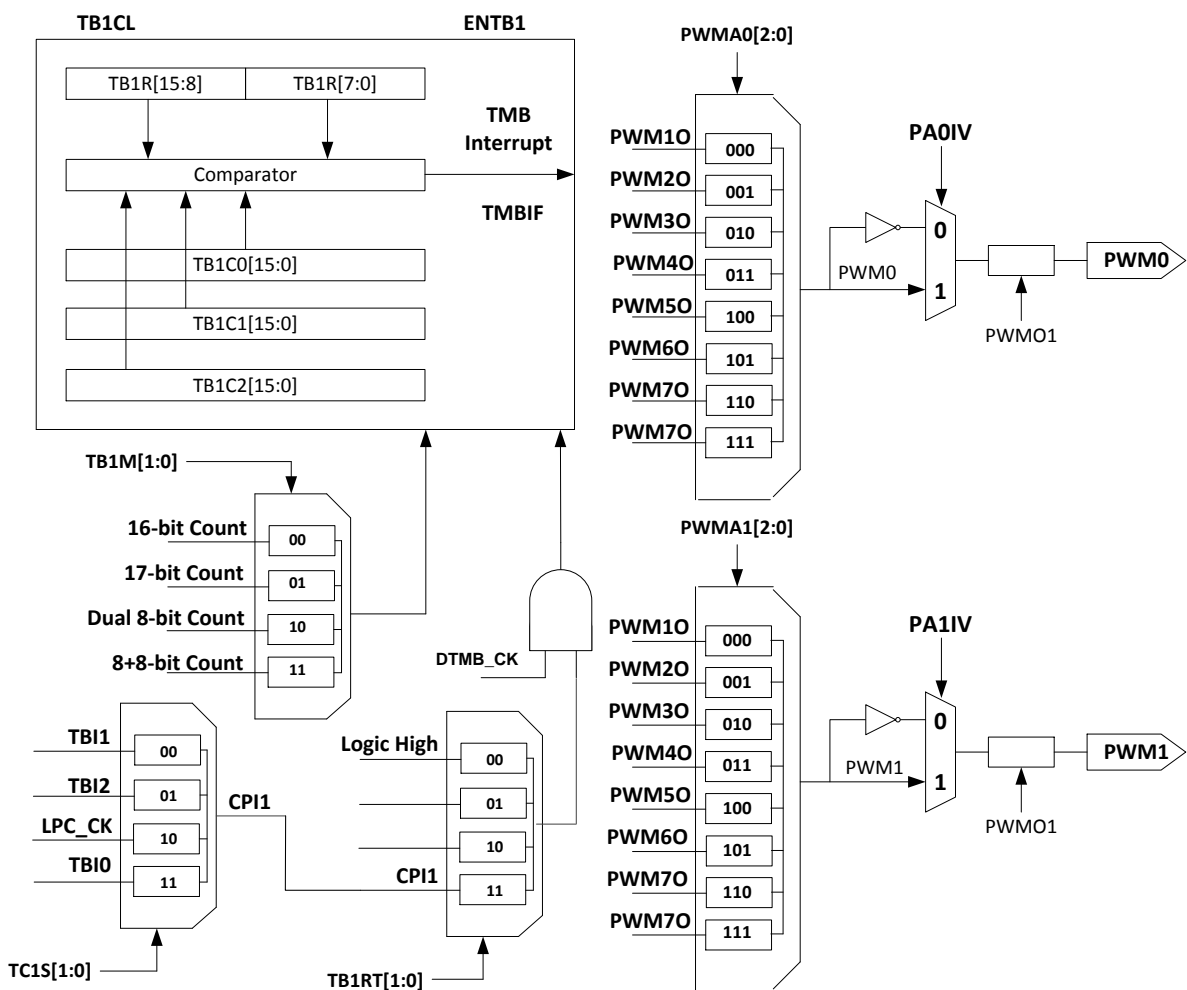 TB1CL
ENTB1
TB1R[15:8]
TB1R[7:0]
TMB
Interrupt
Comparator
TMBIF
TB1C0[15:0]
TB1C1[15:0]
TB1C2[15:0]
TB1M[1:0]
16-bit Count
00
17-bit Count
01
Dual 8-bit Count
10
8+8-bit Count
11
DTMB_CK
TBI1
00
TBI2
01
LPC_CK
10
TBI0
11
CPI1
TC1S[1:0]
Logic High
00
01
10
CPI1
11
TB1RT[1:0]
PWMA0[2:0]
PWM1O
000
PWM2O
001
PWM3O
010
PWM4O
011
PWM5O
100
PWM6O
101
PWM7O
110
PWM7O
111
PA0IV
0
PWM0
1
PWMO1
PWM0
PWMA1[2:0]
PWM1O
000
PWM2O
001
PWM3O
010
PWM4O
011
PWM5O
100
PWM6O
101
PWM7O
110
PWM7O
111
PA1IV
0
PWM1
1
PWMO1
PWM1